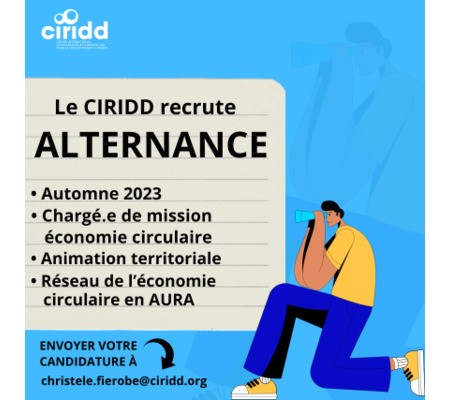 ciridd
Le CIRIDD recrute
ALTERNANCE
• Automne 2023
• Chargé.e de mission
économie circulaire
• Animation territoriale
• Réseau de l'économie
circulaire en AURA
ENVOYER VOTRE
CANDIDATURE À
christele.fierobe@ciridd.org